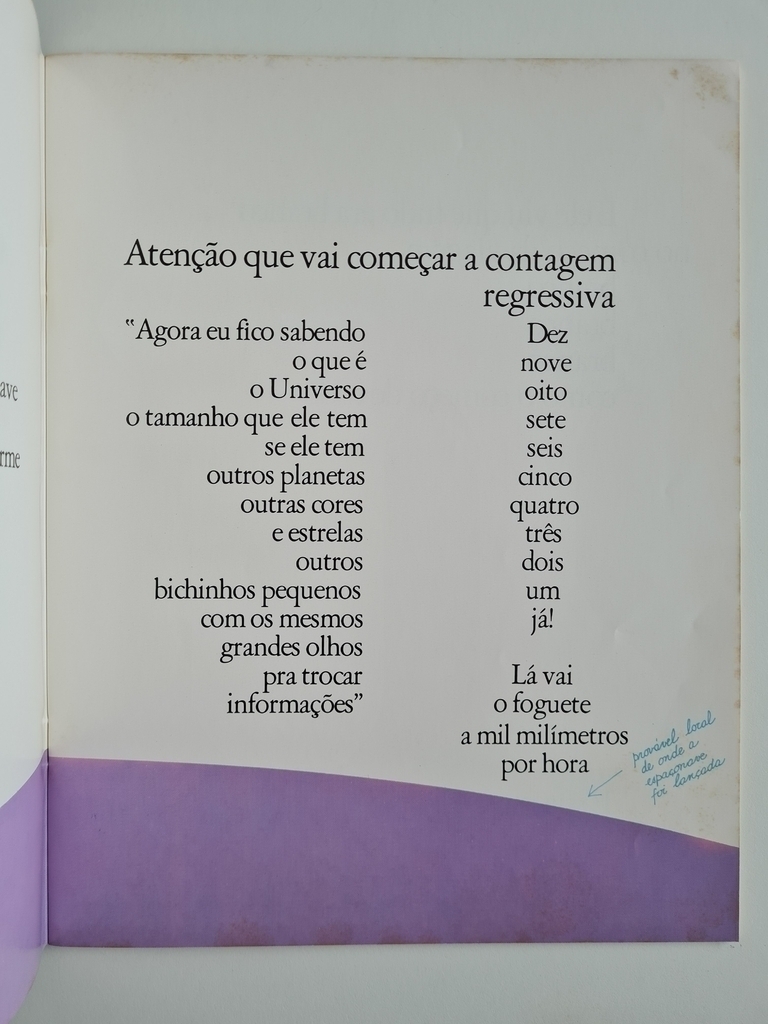 ave
rme
Atenção que vai começar a contagem
regressiva
"Agora eu fico sabendo
o que é
o Universo
o tamanho que ele tem
se ele tem
outros planetas
outras cores
e estrelas
outros
bichinhos pequenos
com os mesmos
grandes olhos
pra trocar
informações"
Dez
nove
oito
sete
seis
cinco
quatro
três
dois
um
já!
Lá vai
o foguete
a mil milímetros
por hora
provável local
de onde a
espaçonave
foi lançada